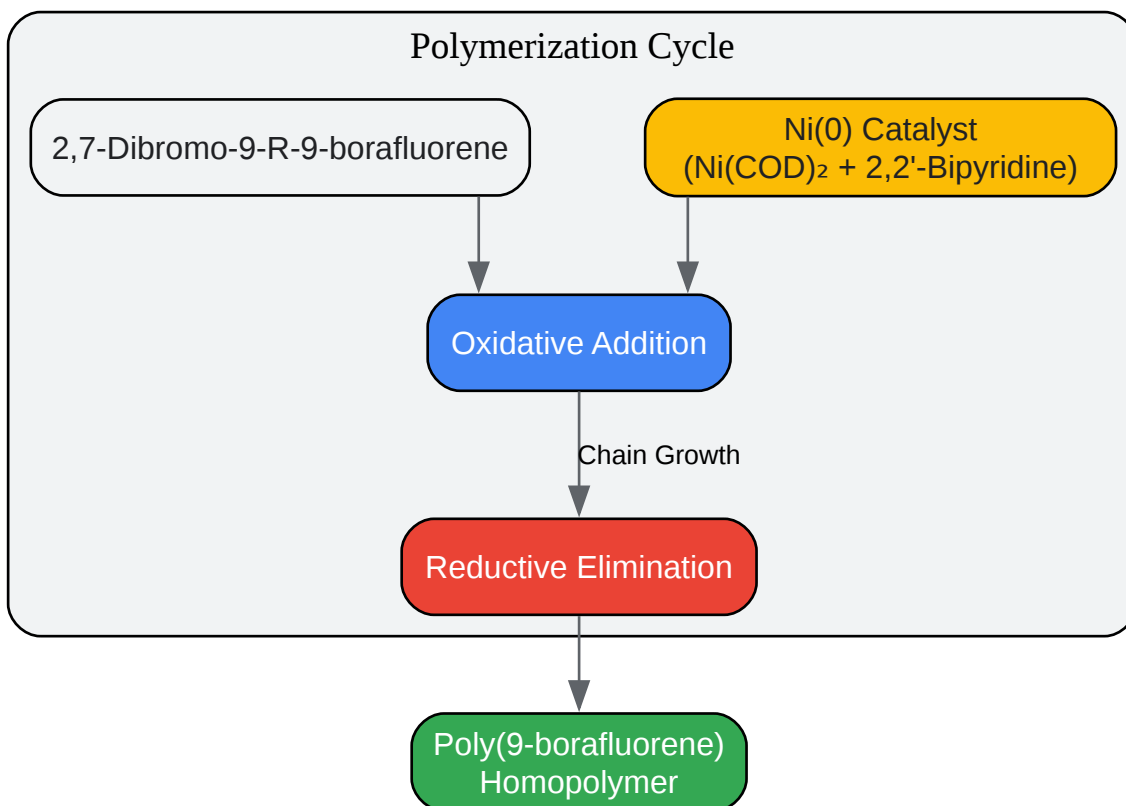 Polymerization Cycle
2,7-Dibromo-9-R-9-borafluorene
Ni(0) Catalyst
(Ni(COD)₂ + 2,2'-Bipyridine)
Oxidative Addition
Chain Growth
Reductive Elimination
Poly(9-borafluorene)
Homopolymer